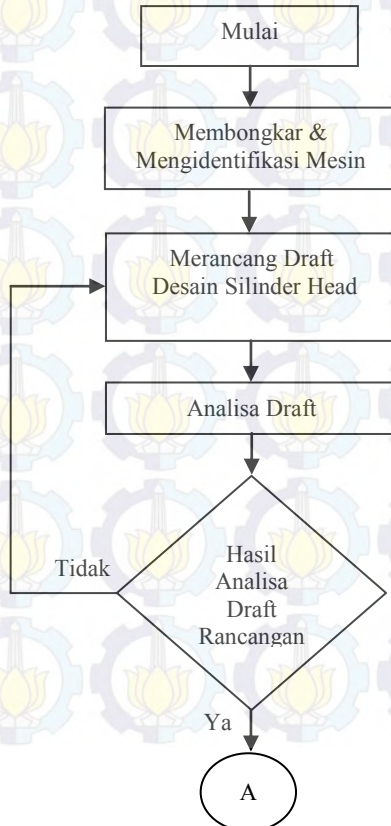 Mulai
Membongkar &
Mengidentifikasi Mesin
Merancang Draft
Desain Silinder Head
Analisa Draft
Hasil
Analisa
Draft
Rancangan
Tidak
Ya
A